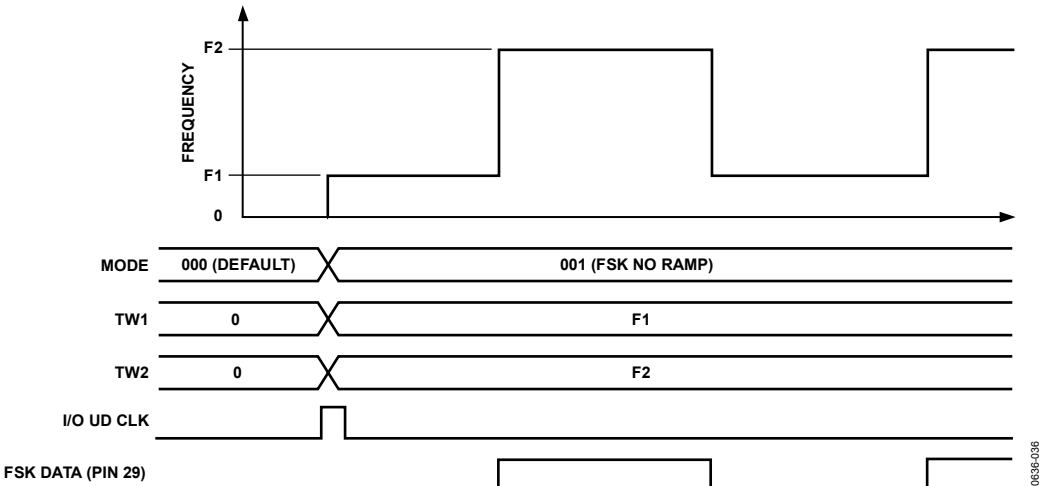 F2
FREQUENCY
F1
0
MODE 000 (DEFAULT) 001 (FSK NO RAMP)
TW1 0 F1
TW2 0 F2
I/O UD CLK
FSK DATA (PIN 29)
0636-036